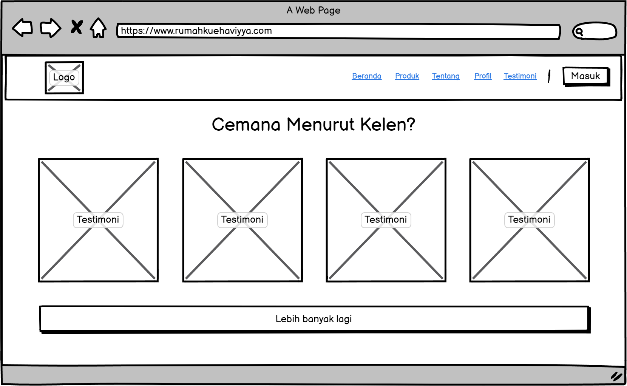 A Web Page
https://www.rumahkuehaviyya.com
Logo
Beranda Produk Tentang Profil Testimoni | Masuk
Cemana Menurut Kelen?
Testimoni Testimoni Testimoni Testimoni
Lebih banyak lagi